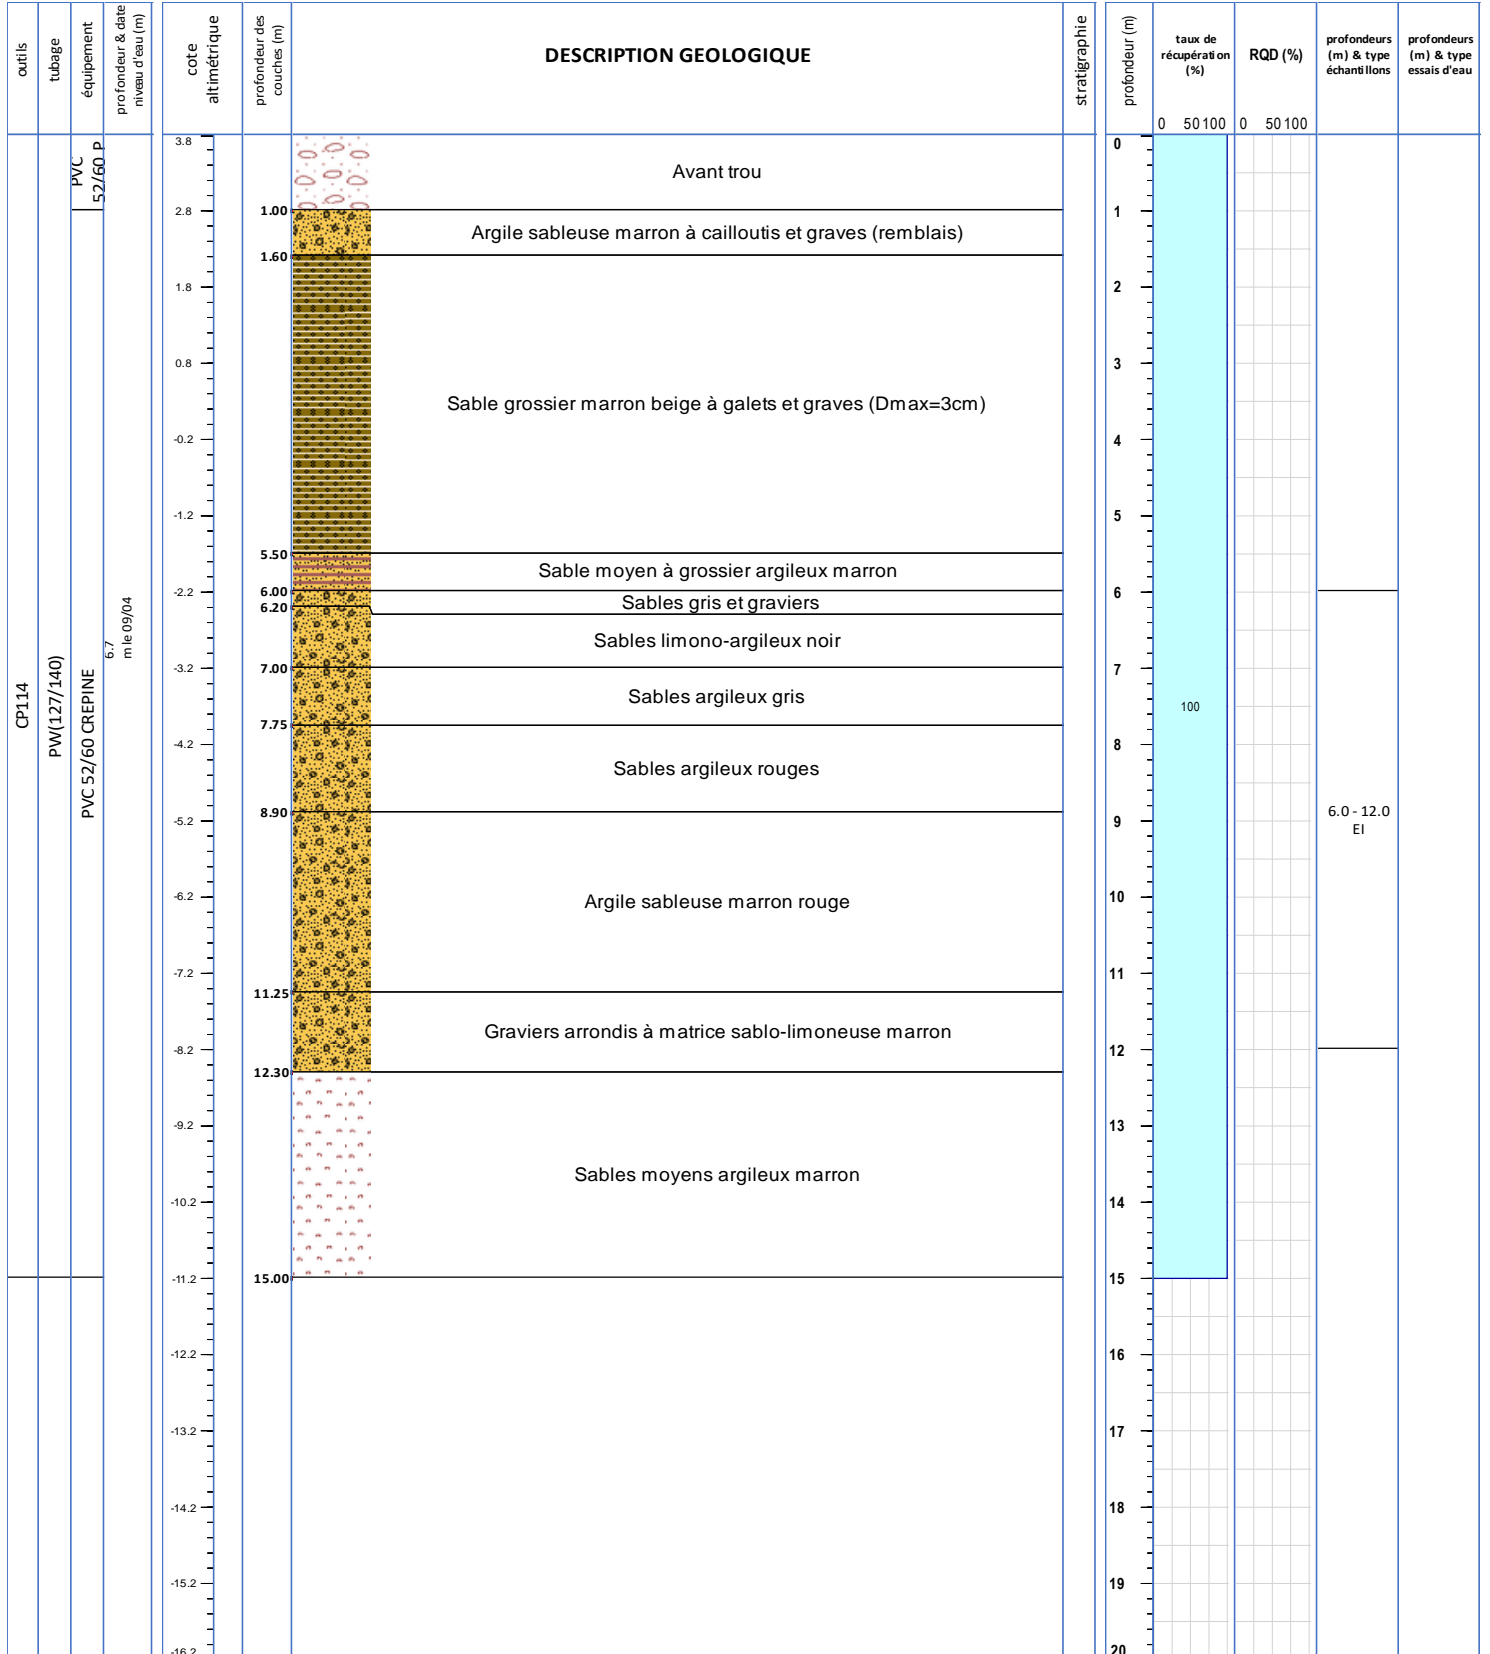 outils
tubage
équipement
profondeur & date
niveau d'eau (m)
cote
altimétrique
profondeur des
couches (m)
DESCRIPTION GEOLOGIQUE
stratigraphie
profondeur (m)
taux de
récupération
(%)
RQD (%)
profondeurs
(m) & type
échantillons
profondeurs
(m) & type
essais d'eau
0 50 100
0 50 100
CP114
PW(127/140)
PVC
52/60 P
PVC 52/60 CREPINE
6.7
m le 09/04
3.8
2.8
1.8
0.8
-0.2
-1.2
-2.2
-3.2
-4.2
-5.2
-6.2
-7.2
-8.2
-9.2
-10.2
-11.2
-12.2
-13.2
-14.2
-15.2
-16.2
1.00
1.60
5.50
6.00
6.20
7.00
7.75
8.90
11.25
12.30
15.00
Avant trou
Argile sableuse marron à cailloutis et graves (remblais)
Sable grossier marron beige à galets et graves (Dmax=3cm)
Sable moyen à grossier argileux marron
Sables gris et graviers
Sables limono-argileux noir
Sables argileux gris
Sables argileux rouges
Argile sableuse marron rouge
Graviers arrondis à matrice sablo-limoneuse marron
Sables moyens argileux marron
0
1
2
3
4
5
6
7
8
9
10
11
12
13
14
15
16
17
18
19
20
100
6.0 - 12.0
EI